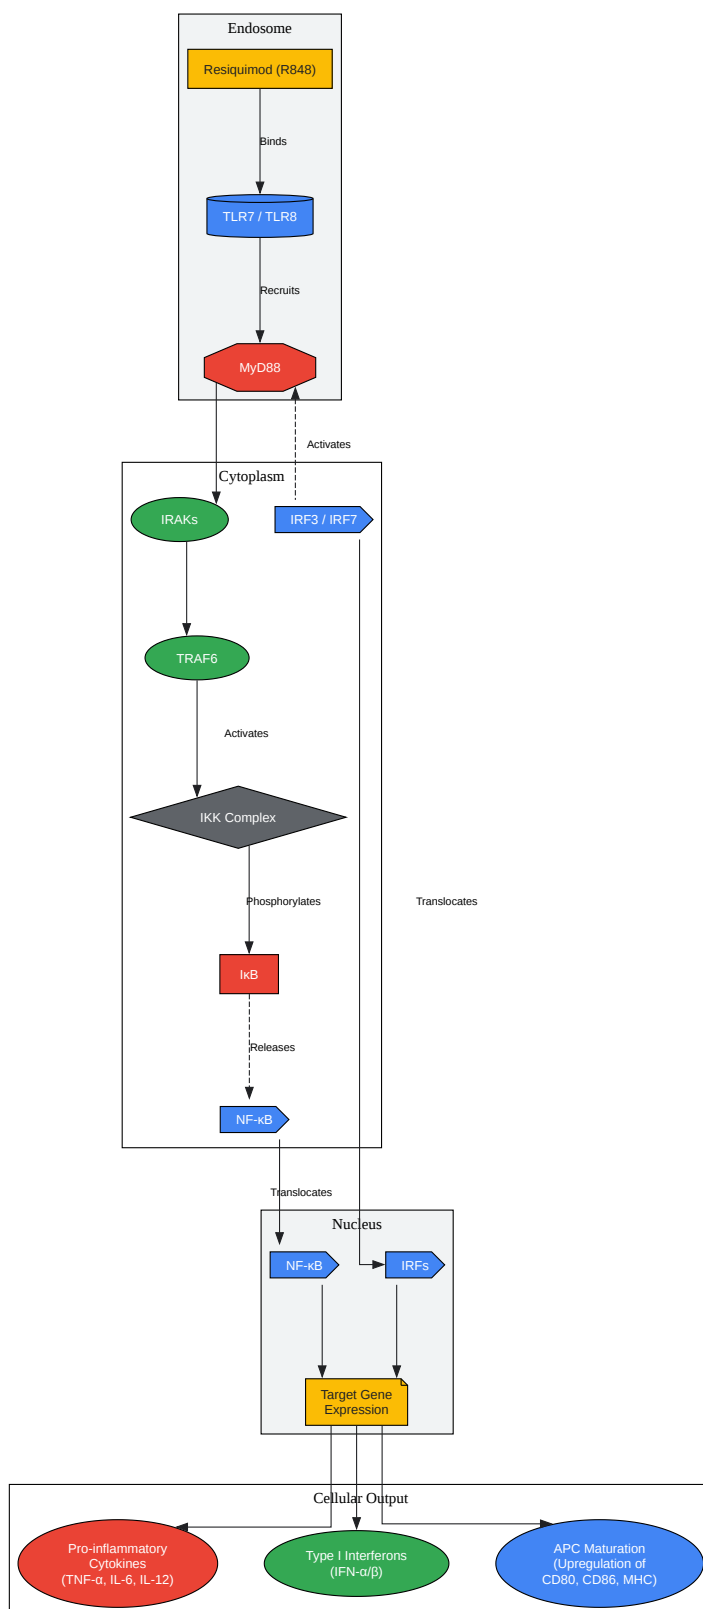 Endosome
Resiquimod (R848)
Binds
TLR7 / TLR8
Recruits
MyD88
Activates
Cytoplasm
IRAKs
IRF3 / IRF7
TRAF6
Activates
IKK Complex
Phosphorylates
Translocates
IκB
Releases
NF-κB
Translocates
Nucleus
NF-κB
IRFs
Target Gene
Expression
Cellular Output
Pro-inflammatory
Cytokines
(TNF-α, IL-6, IL-12)
Type I Interferons
(IFN-α/β)
APC Maturation
(Upregulation of
CD80, CD86, MHC)